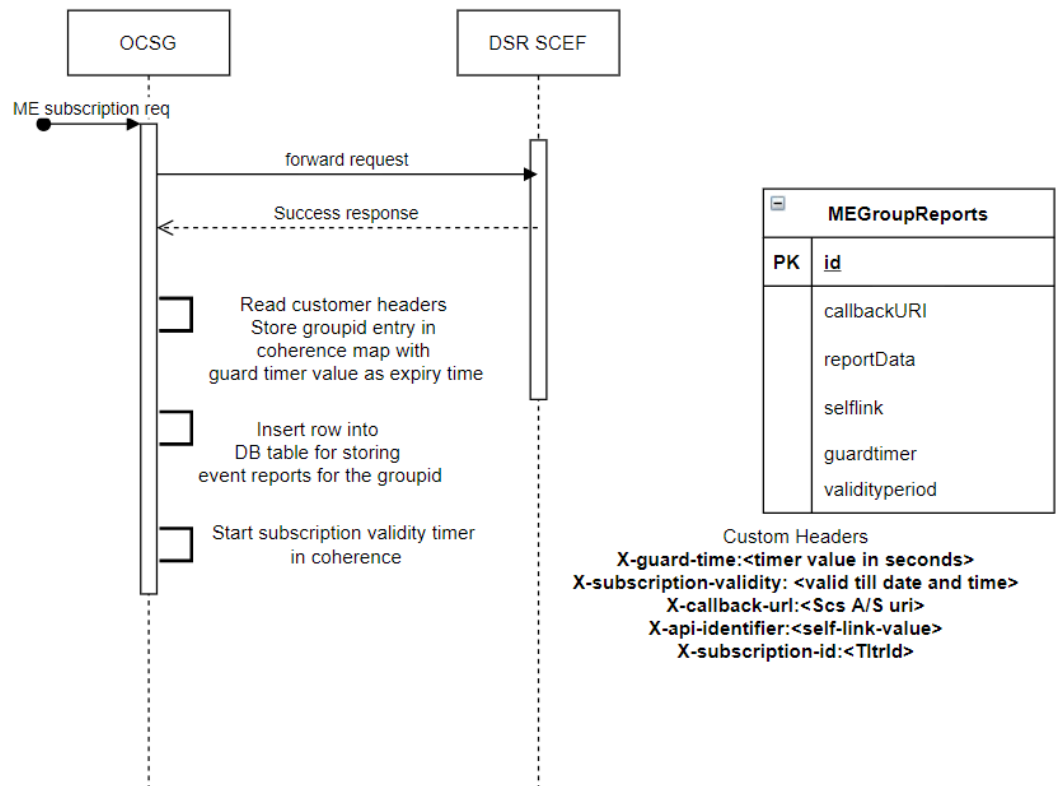 OCSG
DSR SCEF
ME subscription req
forward request
Success response
Read customer headers
Store groupid entry in
coherence map with
guard timer value as expiry time
Insert row into
DB table for storing
event reports for the groupid
Start subscription validity timer
in coherence
MEGroupReports
PK
id
callbackURI
reportData
selflink
guardtimer
validityperiod
Custom Headers
X-guard-time:<timer value in seconds>
X-subscription-validity: <valid till date and time>
X-callback-url:<Scs A/S uri>
X-api-identifier:<self-link-value>
X-subscription-id:<TltrId>